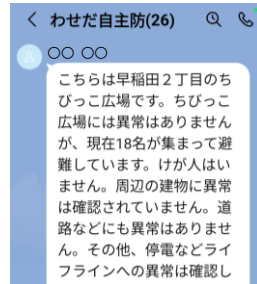 わせだ自主防(26)
○○ ○○
こちらは早稲田2丁目のち
びっこ広場です。ちびっこ
広場には異常はありません
が、現在18名が集まって避
難しています。けが人はい
ません。周辺の建物に異常
は確認されていません。道
路などにも異常はありませ
ん。その他、停電などライ
フラインへの異常は確認し